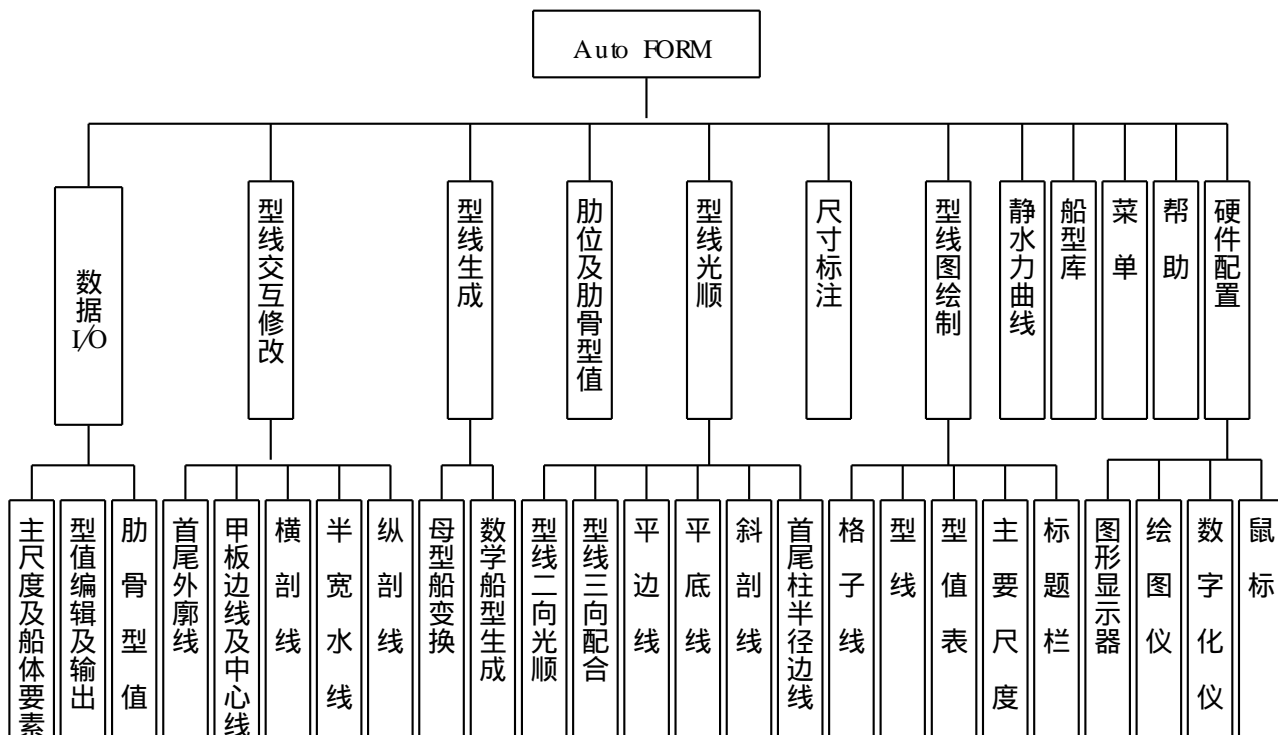 Auto FORM
数据
I/O
型线交互修改
型线生成
肋位及肋骨型值
型线光顺
尺寸标注
型线图绘制
静水力曲线
船型库
菜单
帮助
硬件配置
主尺度及船体要素
型值编辑及输出
肋骨型值
首尾外廓线
甲板边线及中心线
横剖线
半宽水线
纵剖线
母型船变换
数学船型生成
型线二向光顺
型线三向配合
平边线
平底线
斜剖线
首尾柱半径边线
格子线
型线
型值表
主要尺度
标题栏
图形显示器
绘图仪
数字化仪
鼠标